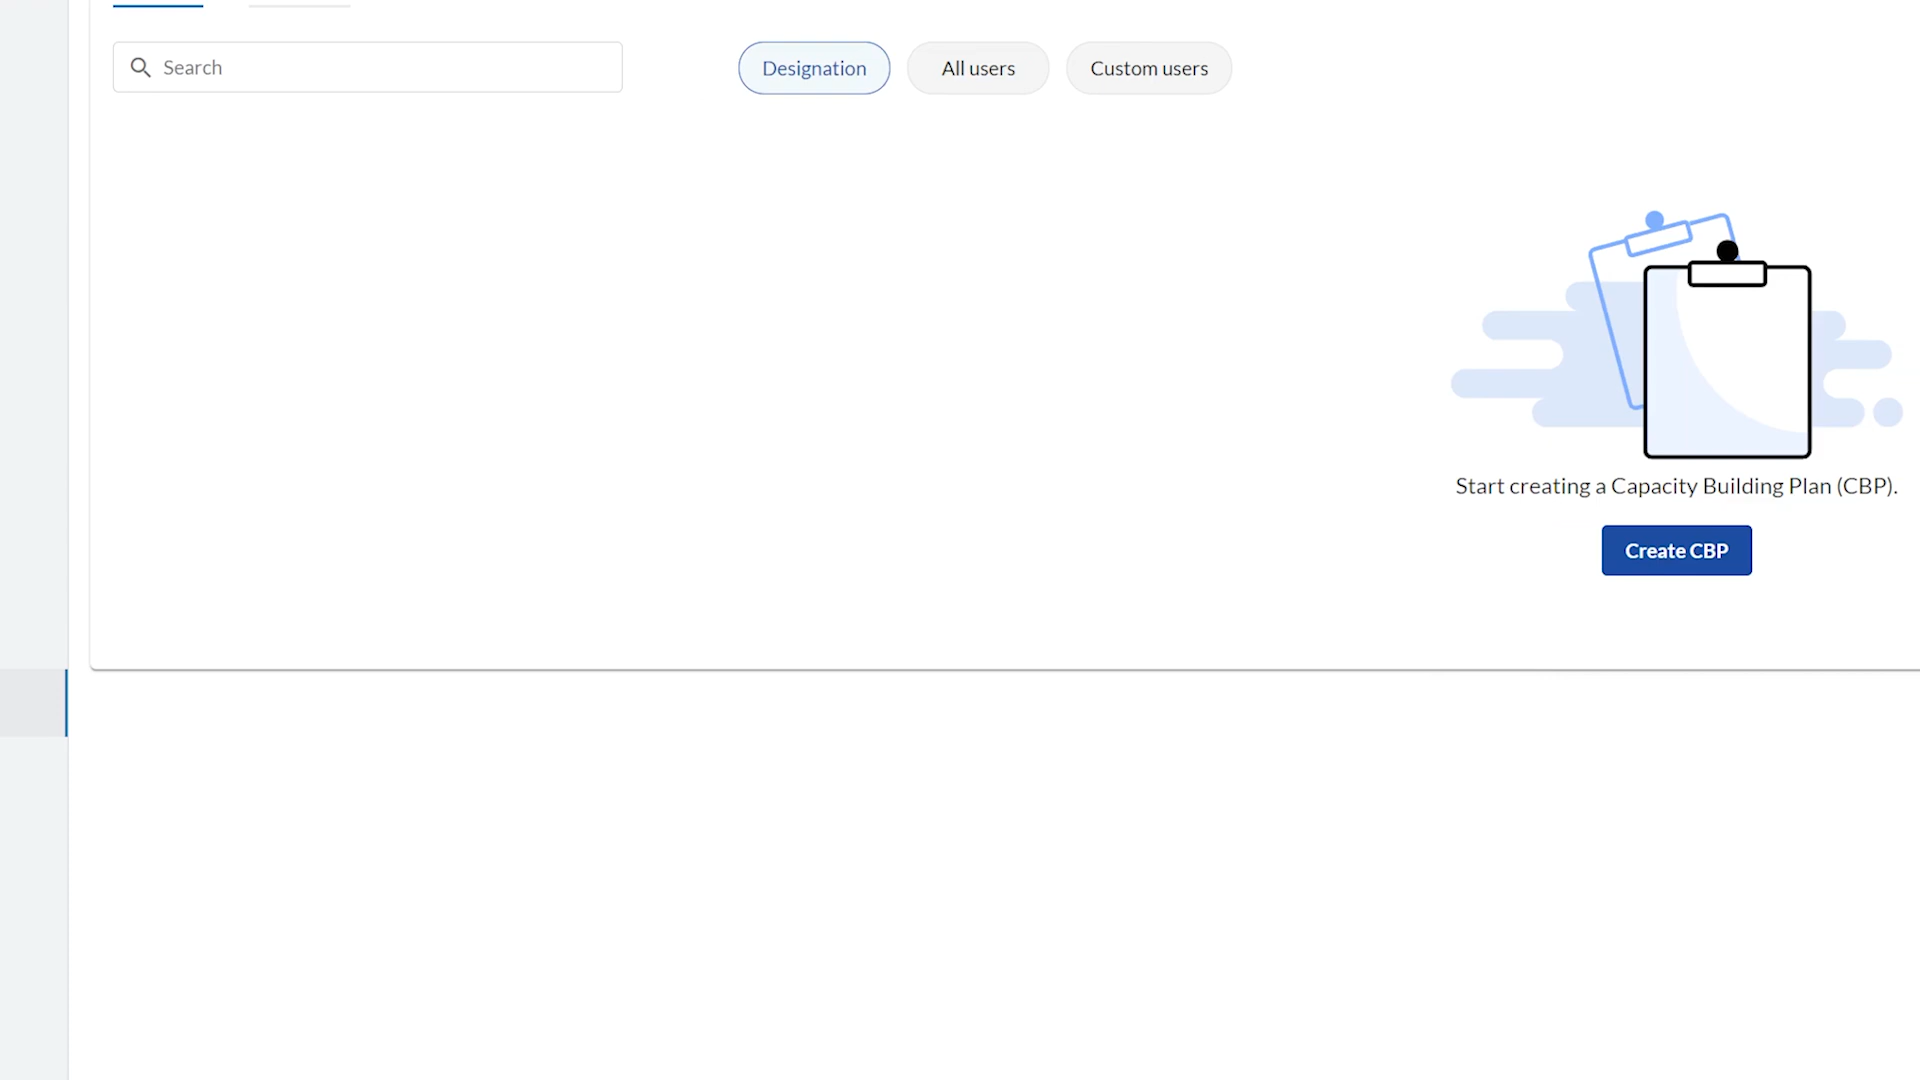 Search
Designation
All users
Custom users
Start creating a Capacity Building Plan (CBP).
Create CBP